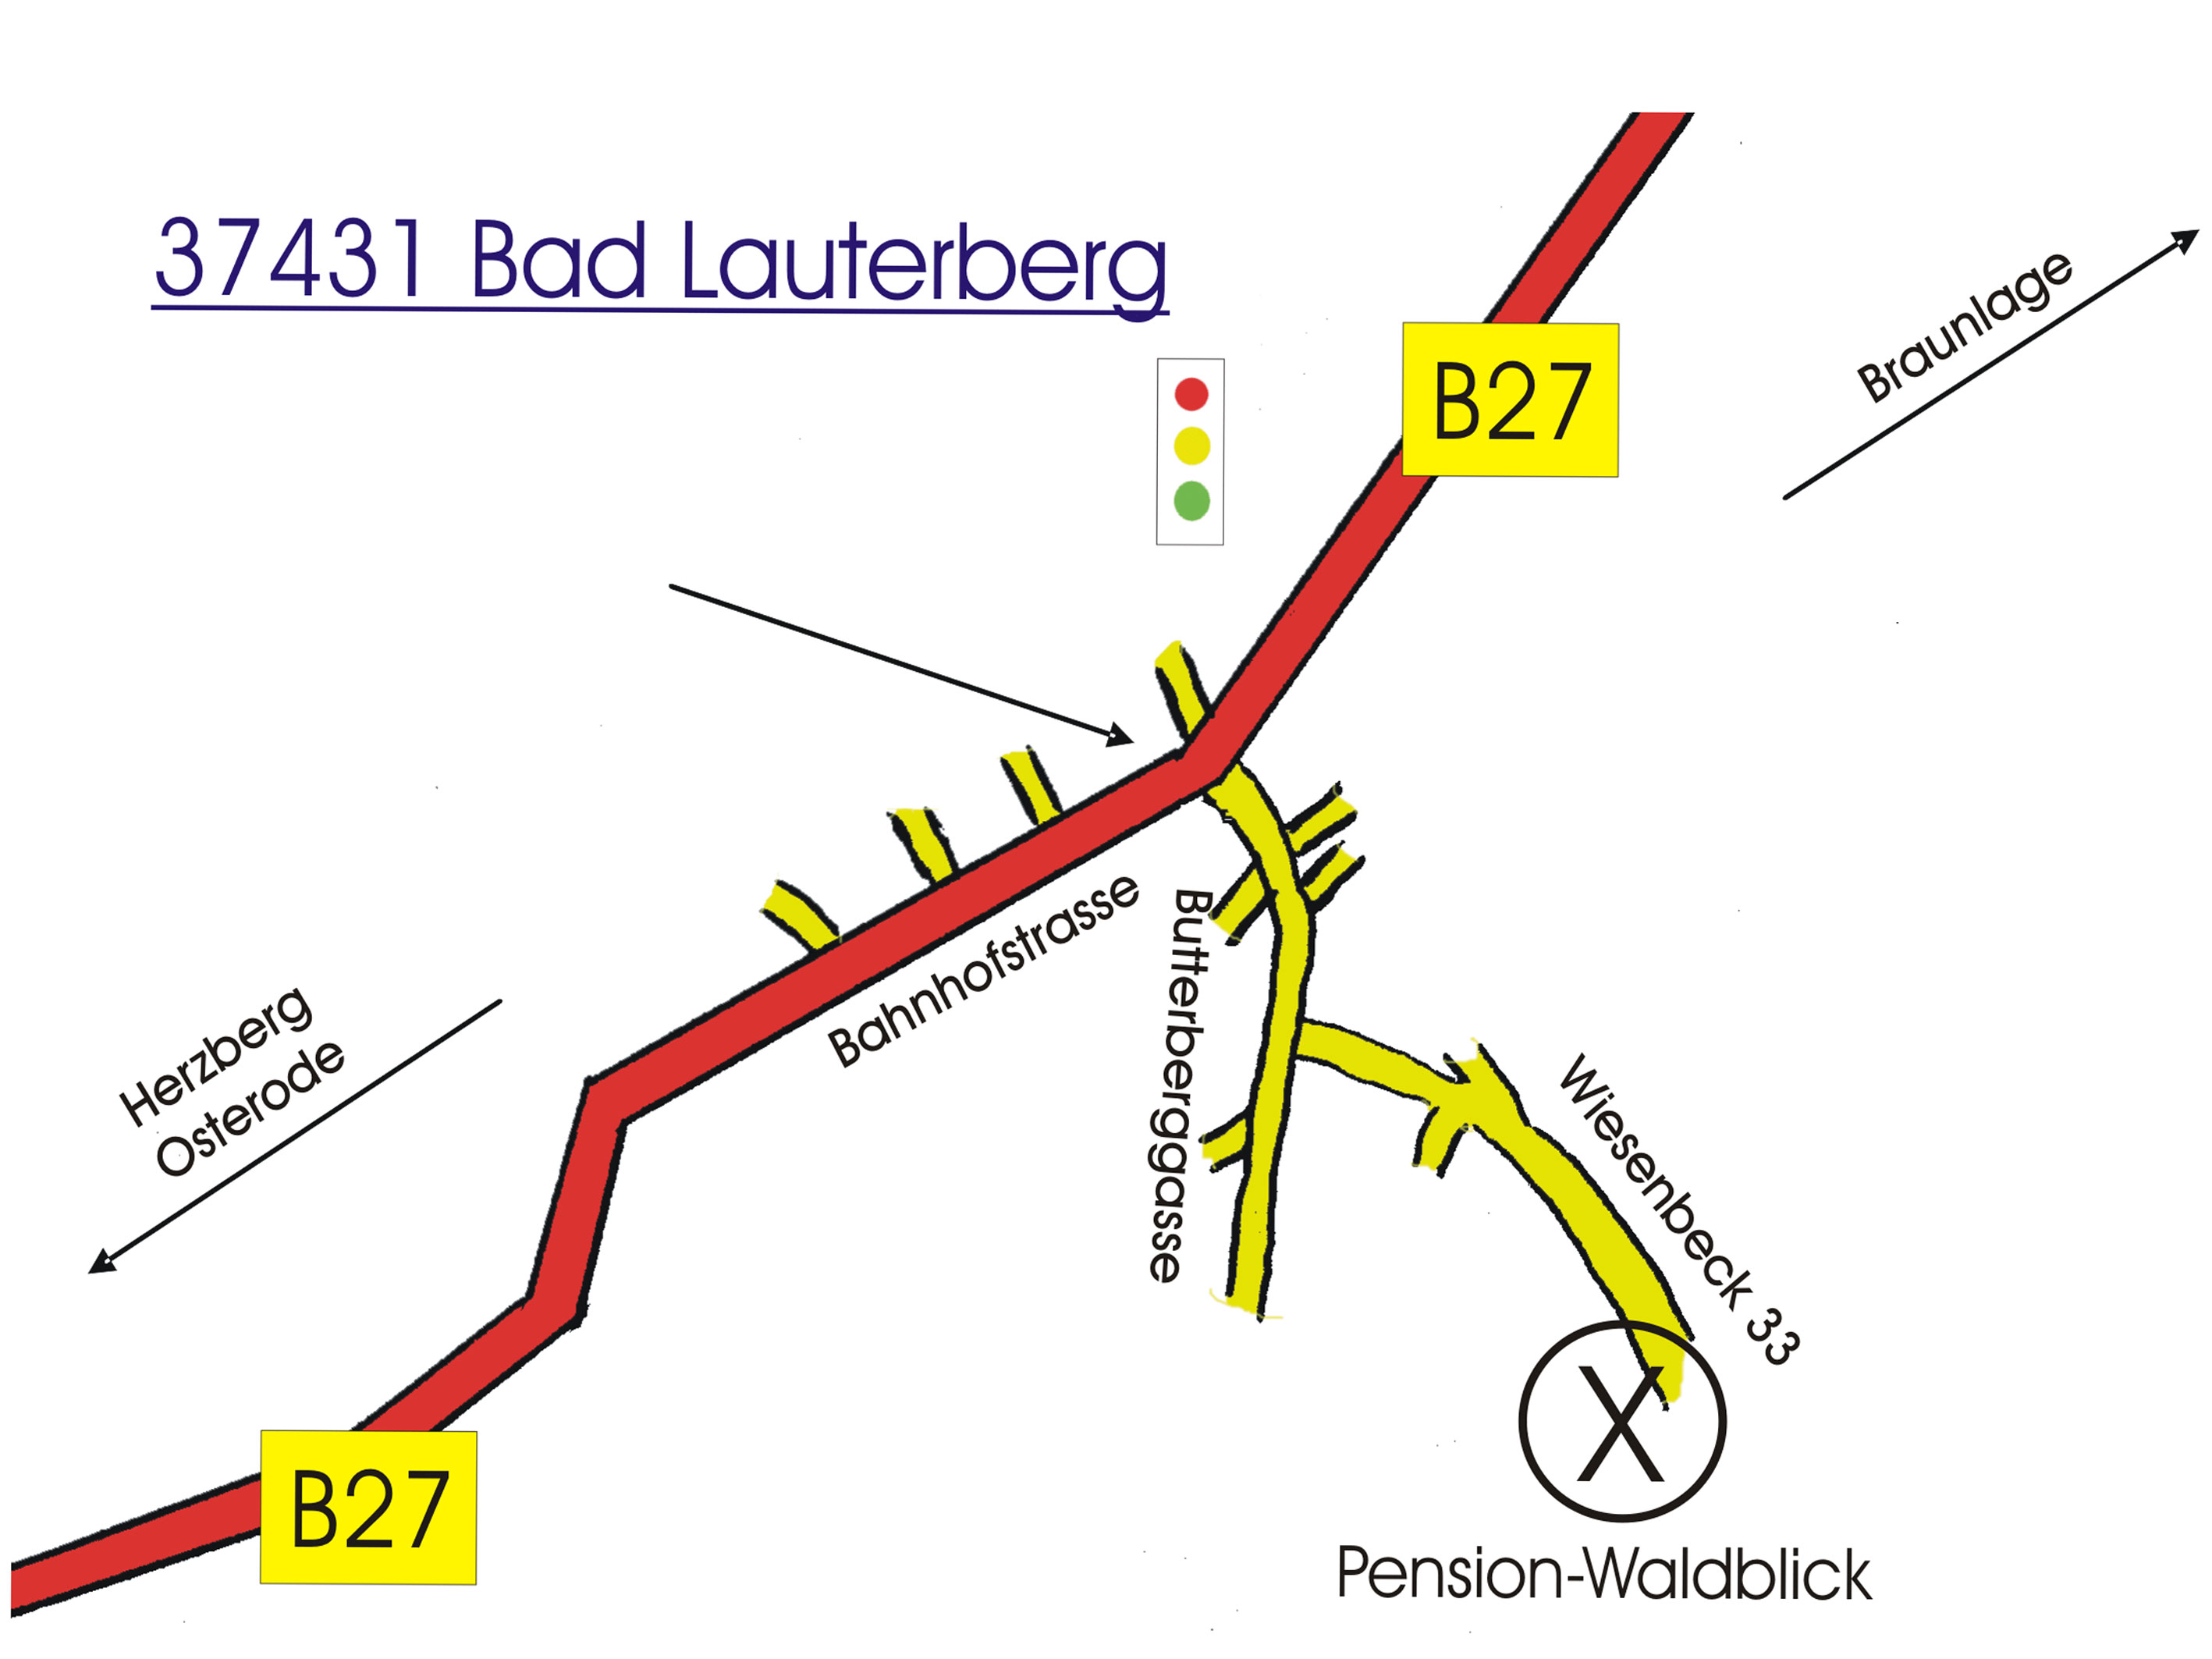 37431 Bad Lauterberg
B27
Braunlage
Bahnhofstrasse
Butterberggasse
Herzberg
Osterode
Wiesenbeck 33
B27
X
Pension-Waldblick